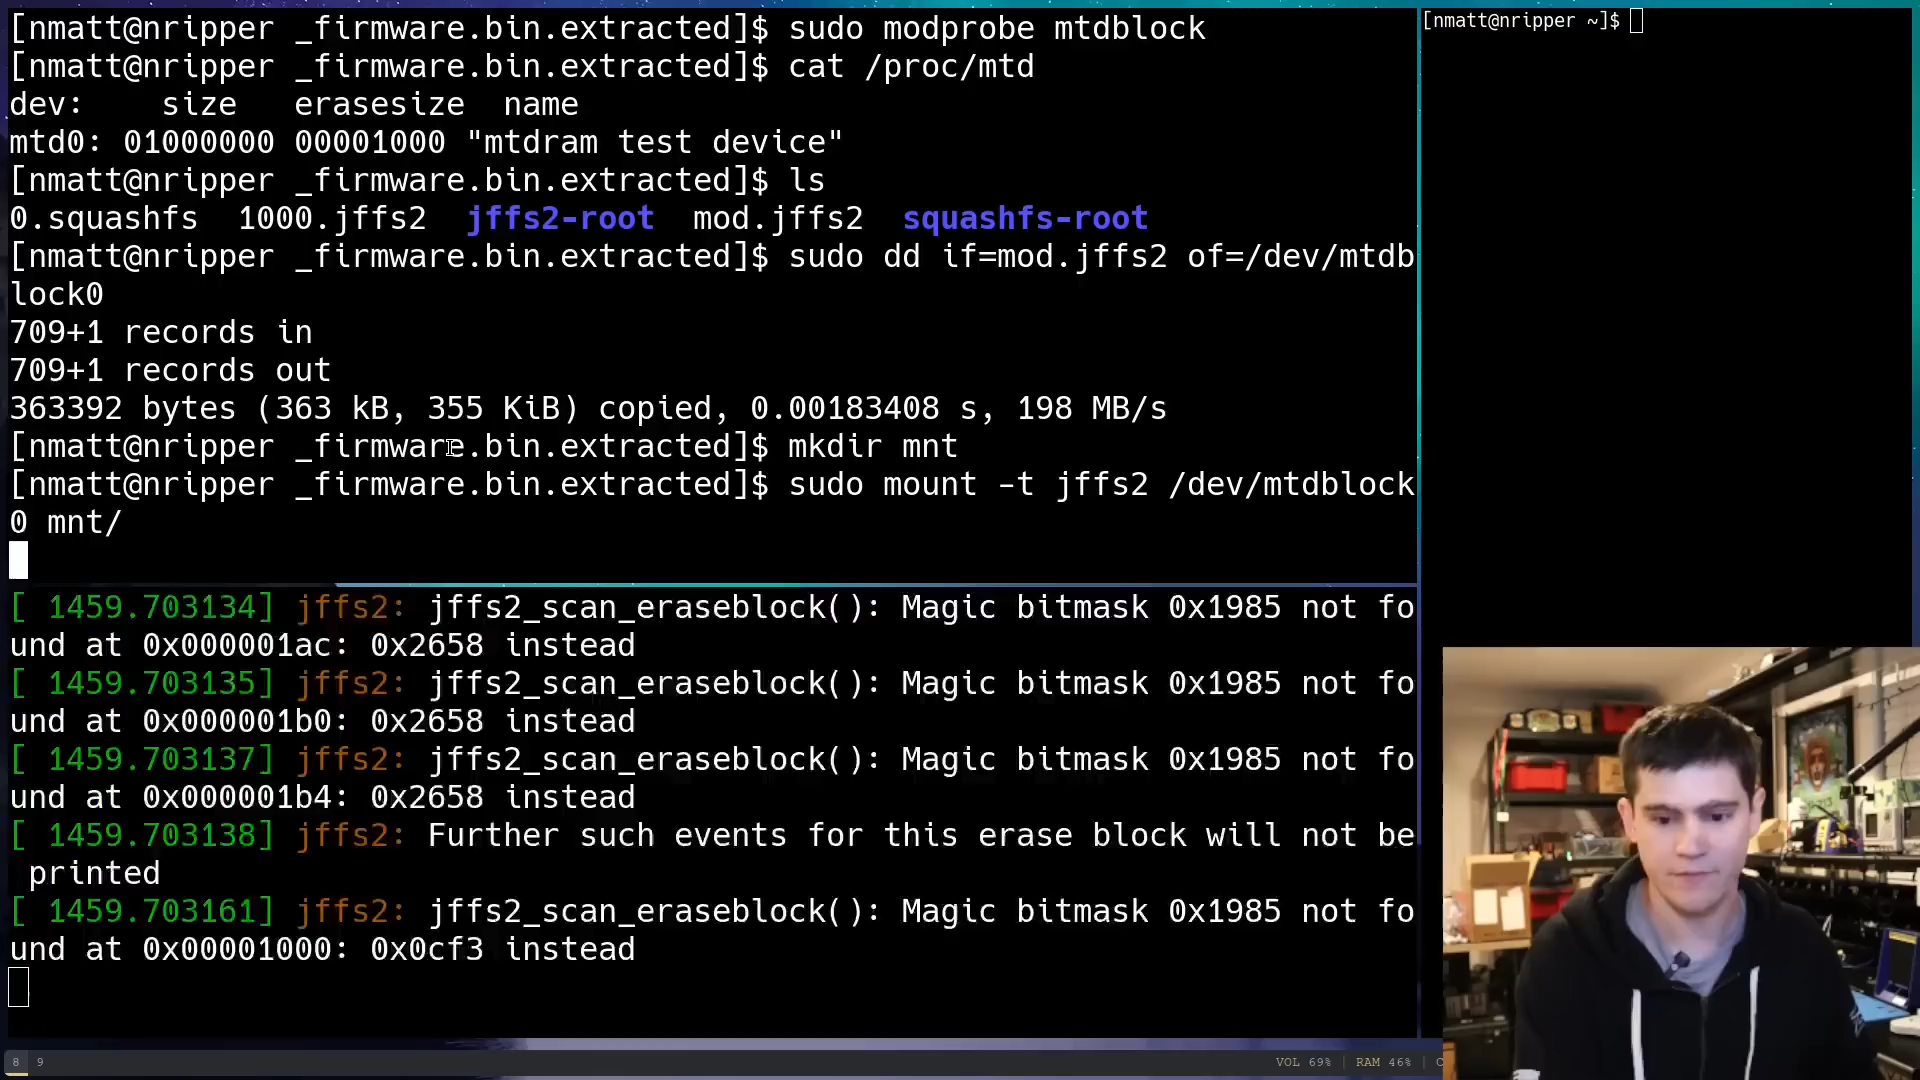 [nmatt@nripper _firmware.bin.extracted]$ sudo modprobe mtdblock
[nmatt@nripper _firmware.bin.extracted]$ cat /proc/mtd
dev:    size   erasesize  name
mtd0: 01000000 00001000 "mtdram test device"
[nmatt@nripper _firmware.bin.extracted]$ ls
0.squashfs  1000.jffs2  jffs2-root  mod.jffs2  squashfs-root
[nmatt@nripper _firmware.bin.extracted]$ sudo dd if=mod.jffs2 of=/dev/mtdb
lock0
709+1 records in
709+1 records out
363392 bytes (363 kB, 355 KiB) copied, 0.00183408 s, 198 MB/s
[nmatt@nripper _firmware.bin.extracted]$ mkdir mnt
[nmatt@nripper _firmware.bin.extracted]$ sudo mount -t jffs2 /dev/mtdblock
0 mnt/
[ 1459.703134] jffs2: jffs2_scan_eraseblock(): Magic bitmask 0x1985 not fo
und at 0x000001ac: 0x2658 instead
[ 1459.703135] jffs2: jffs2_scan_eraseblock(): Magic bitmask 0x1985 not fo
und at 0x000001b0: 0x2658 instead
[ 1459.703137] jffs2: jffs2_scan_eraseblock(): Magic bitmask 0x1985 not fo
und at 0x000001b4: 0x2658 instead
[ 1459.703138] jffs2: Further such events for this erase block will not be
 printed
[ 1459.703161] jffs2: jffs2_scan_eraseblock(): Magic bitmask 0x1985 not fo
und at 0x00001000: 0x0cf3 instead
[nmatt@nripper ~]$
8 9
VOL 69% | RAM 46% | C